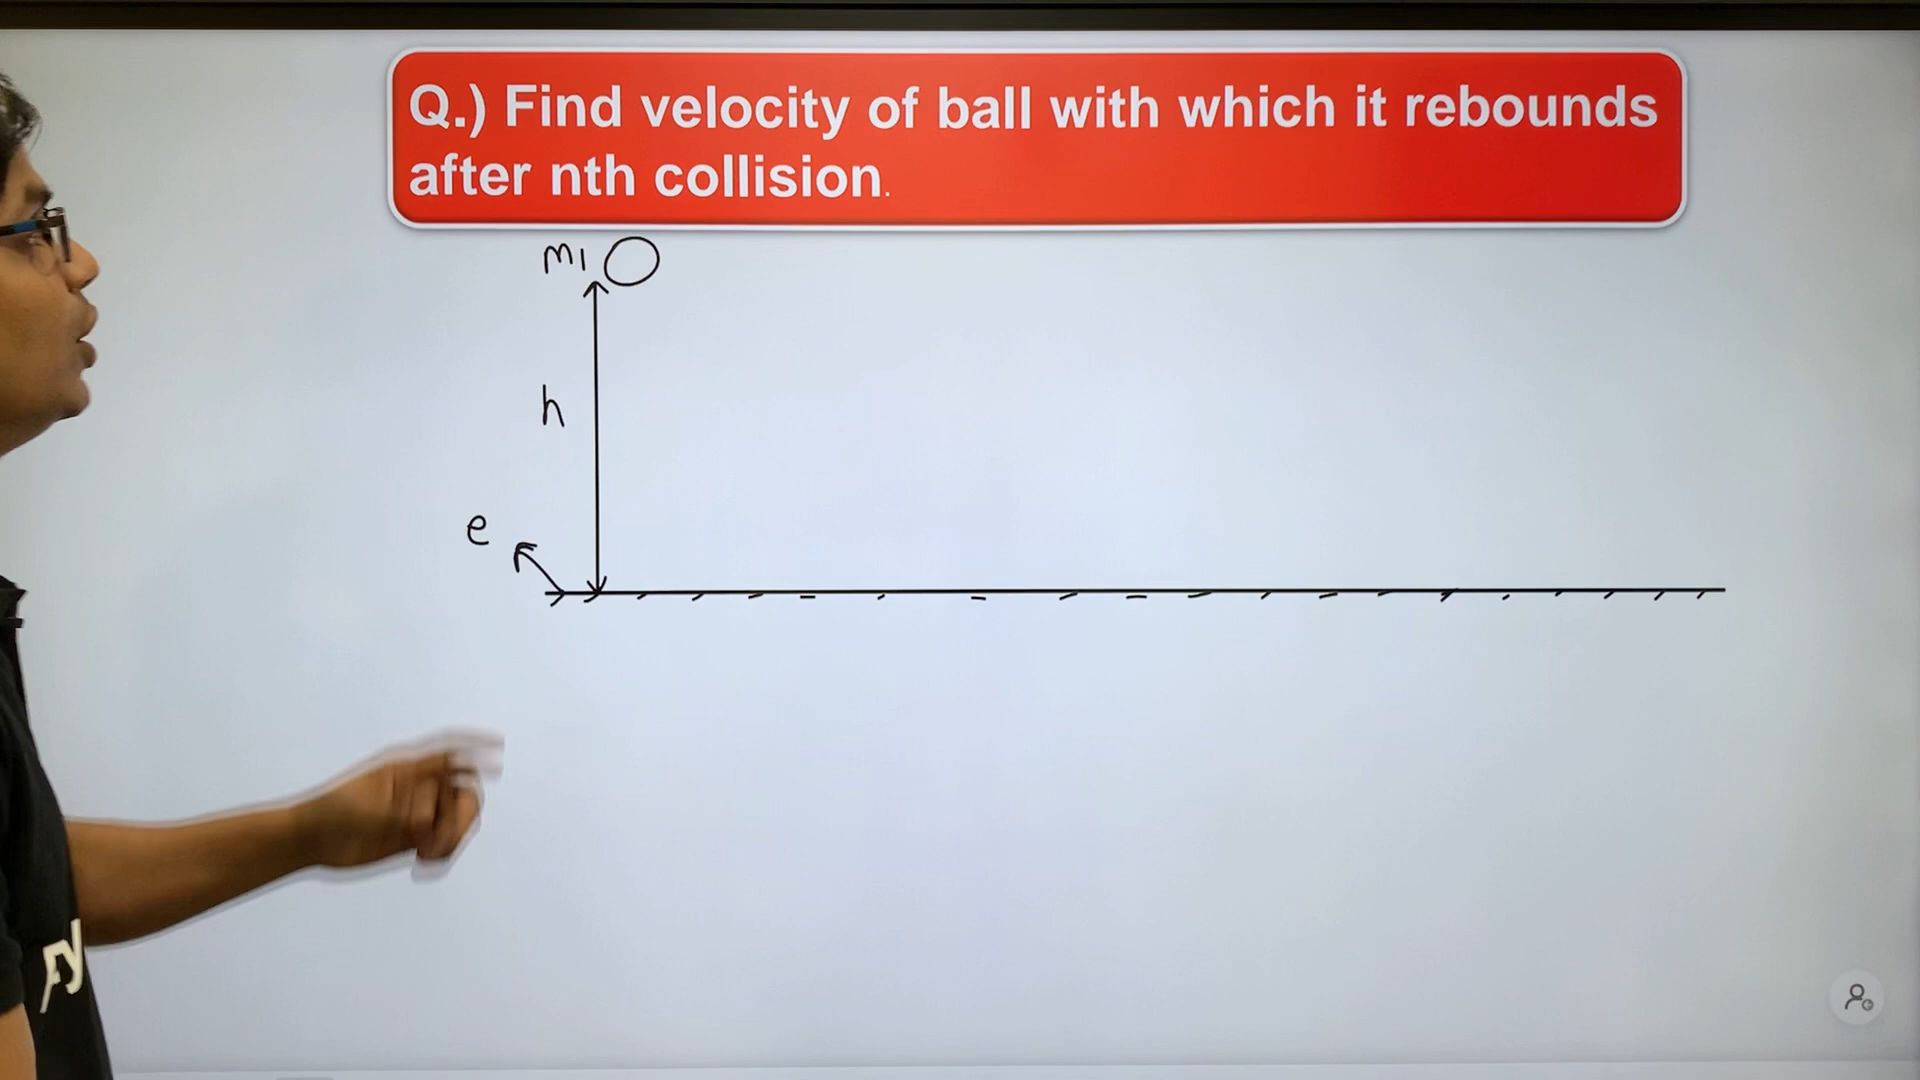 Q.) Find velocity of ball with which it rebounds
after nth collision.
m1
h
e